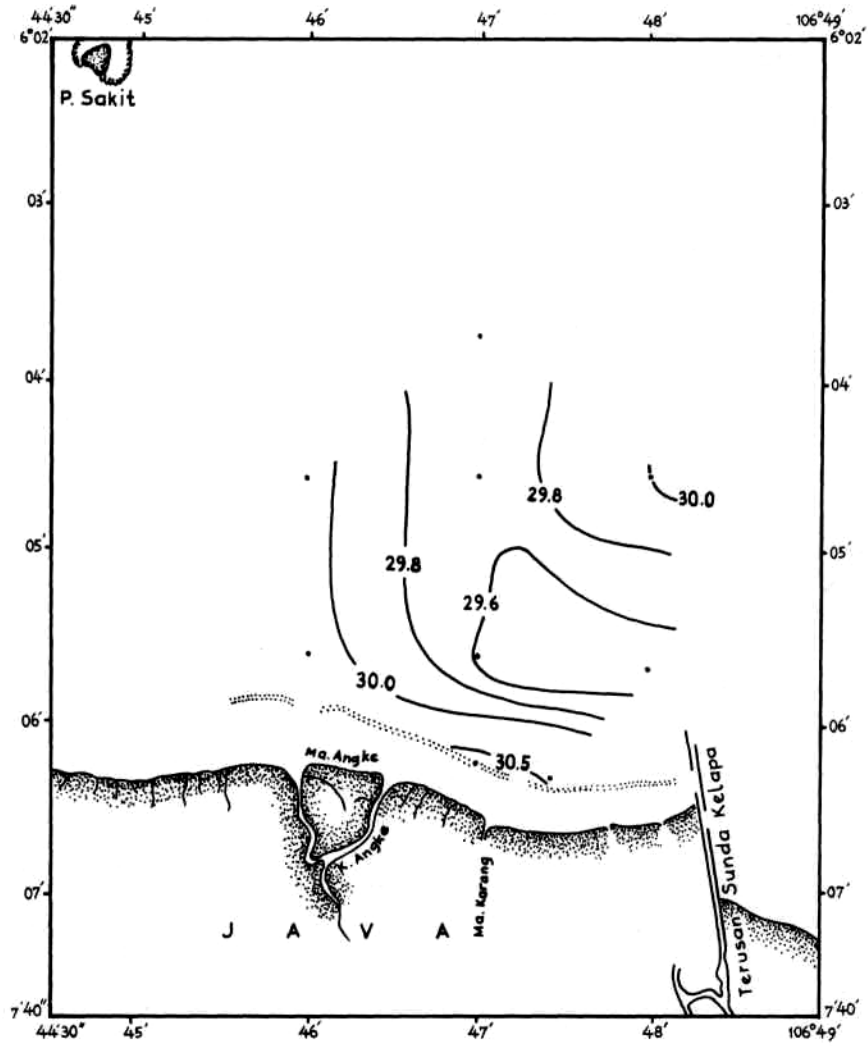 44'30" 45' 46' 47' 48' 106°49'
6°02' 6°02'
P. Sakit
03' 03'
04' 04'
29.8 30.0
05' 05'
29.8
29.6
30.0
06' 06'
Ma. Angke 30.5
K. Angke
Ma. Karang
Terusan Sunda Kelapa
07' 07'
J A V A
7'40" 7'40"
44'30" 45' 46' 47' 48' 106°49'